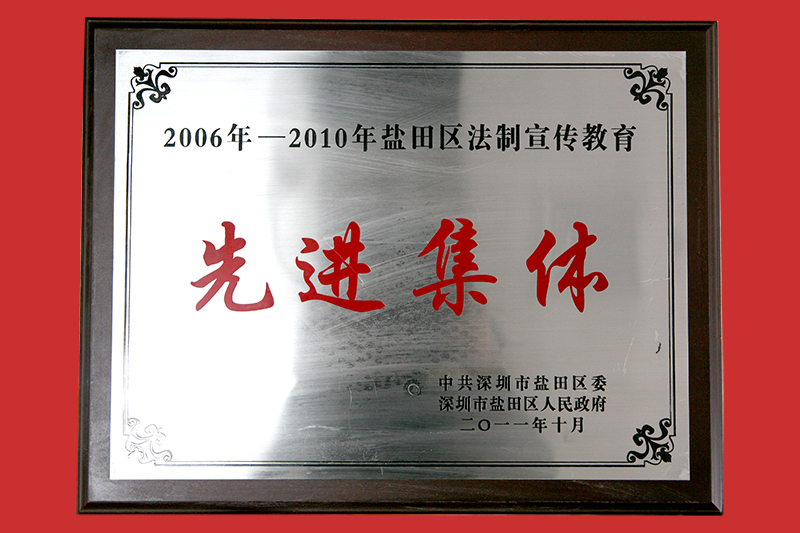 2006年—2010年盐田区法制宣传教育
先进集体
中共深圳市盐田区委
深圳市盐田区人民政府
二〇一一年十月